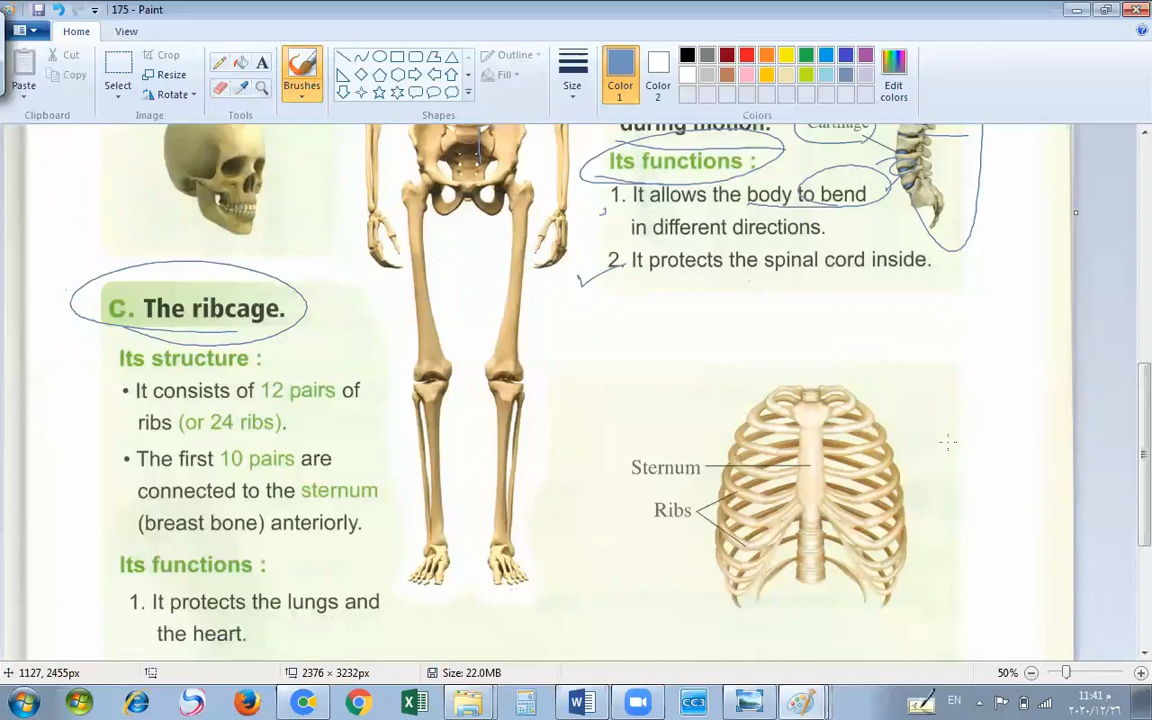 175 - Paint
Home
View
Paste
Cut
Copy
Clipboard
Select
Crop
Resize
Rotate
Image
A
Tools
Brushes
Outline
Fill
Shapes
Size
Color
1
Color
2
Edit
colors
Colors
during motion.
Cartilage
Its functions :
1. It allows the body to bend
in different directions.
2. It protects the spinal cord inside.
C. The ribcage.
Its structure :
• It consists of 12 pairs of
ribs (or 24 ribs).
• The first 10 pairs are
connected to the sternum
(breast bone) anteriorly.
Its functions :
1. It protects the lungs and
the heart.
Sternum
Ribs
1127, 2455px
2376 × 3232px
Size: 22.0MB
50%
CC3
EN
م 11:41
٢٠٢٠/١٢/٢٦